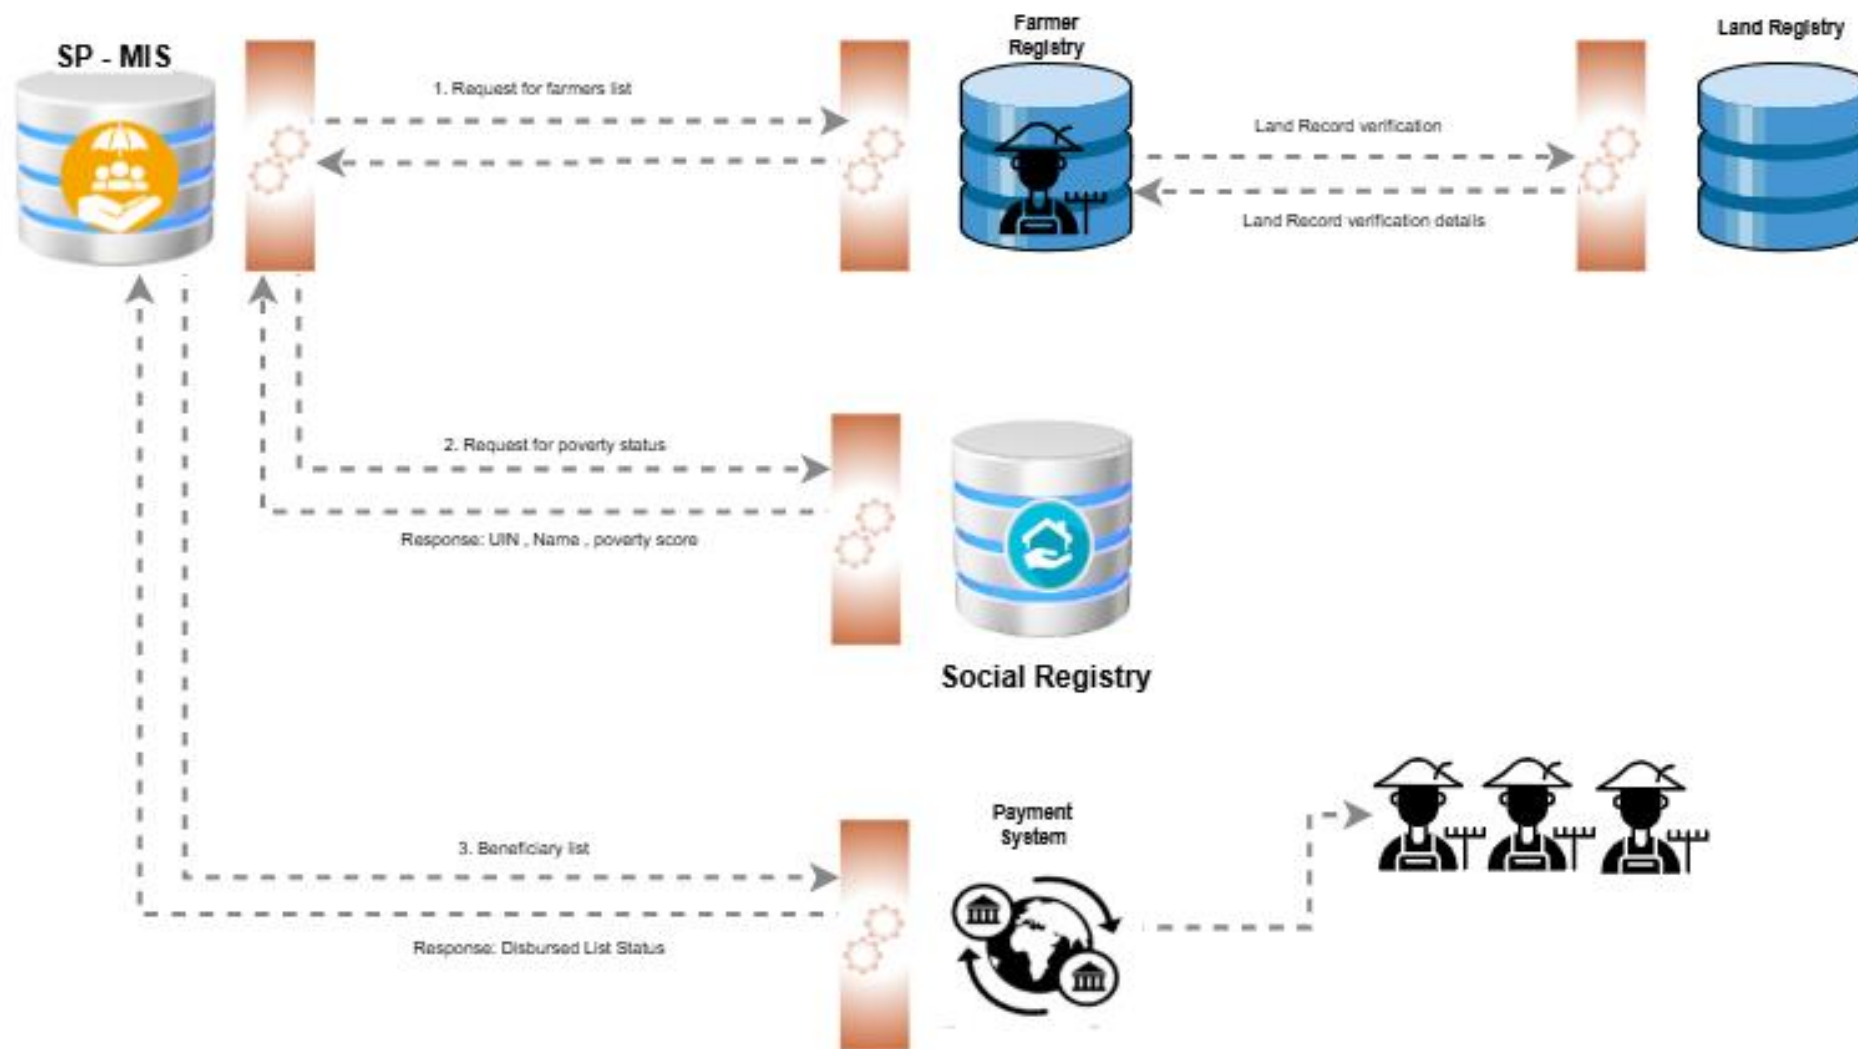 SP - MIS
Farmer
Registry
Land Registry
1. Request for farmers list
Land Record verification
Land Record verification details
2. Request for poverty status
Response: UIN , Name , poverty score
Social Registry
3. Beneficiary list
Payment
System
Response: Disbursed List Status